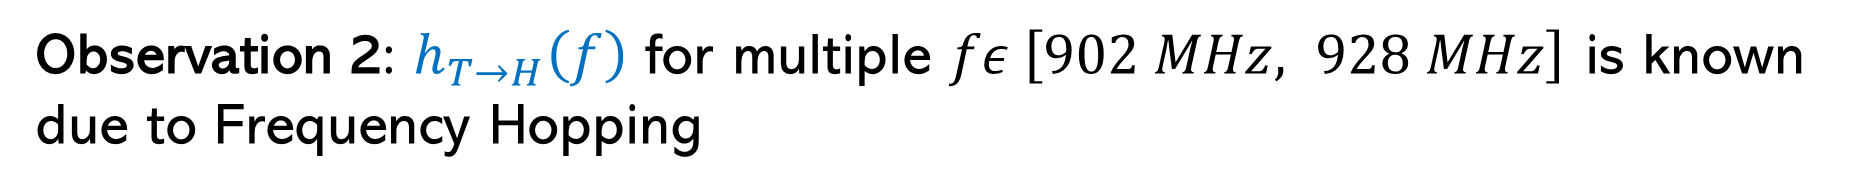 Observation 2: h_{T→H}(f) for multiple f ϵ [902 MHz, 928 MHz] is known
due to Frequency Hopping